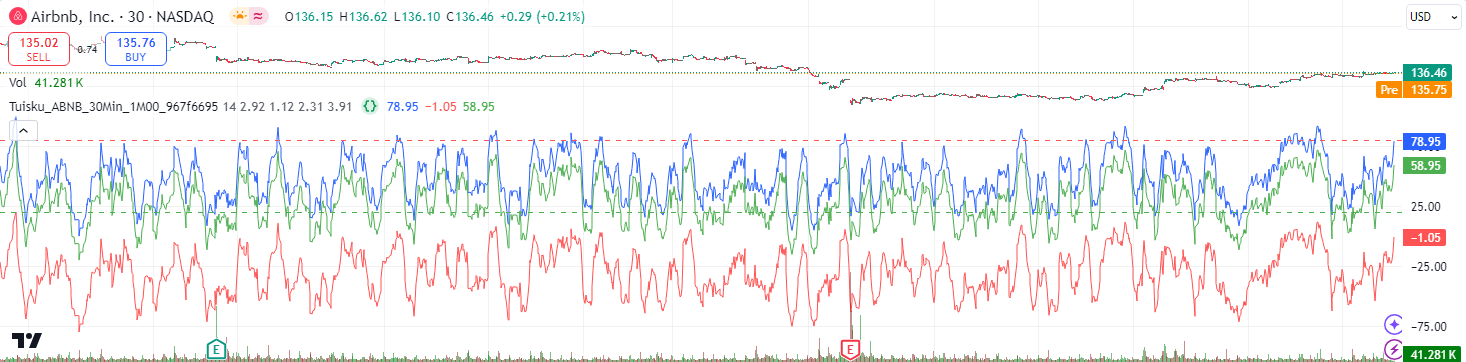 Airbnb, Inc. · 30 · NASDAQ O136.15 H136.62 L136.10 C136.46 +0.29 (+0.21%)
USD
135.02 SELL
0.74
135.76 BUY
136.46
Vol 41.281 K
Pre 135.75
Tuisku_ABNB_30Min_1M00_967f6695 14 2.92 1.12 2.31 3.91 {} 78.95 −1.05 58.95
78.95
58.95
25.00
−1.05
−25.00
−75.00
E
E
41.281 K